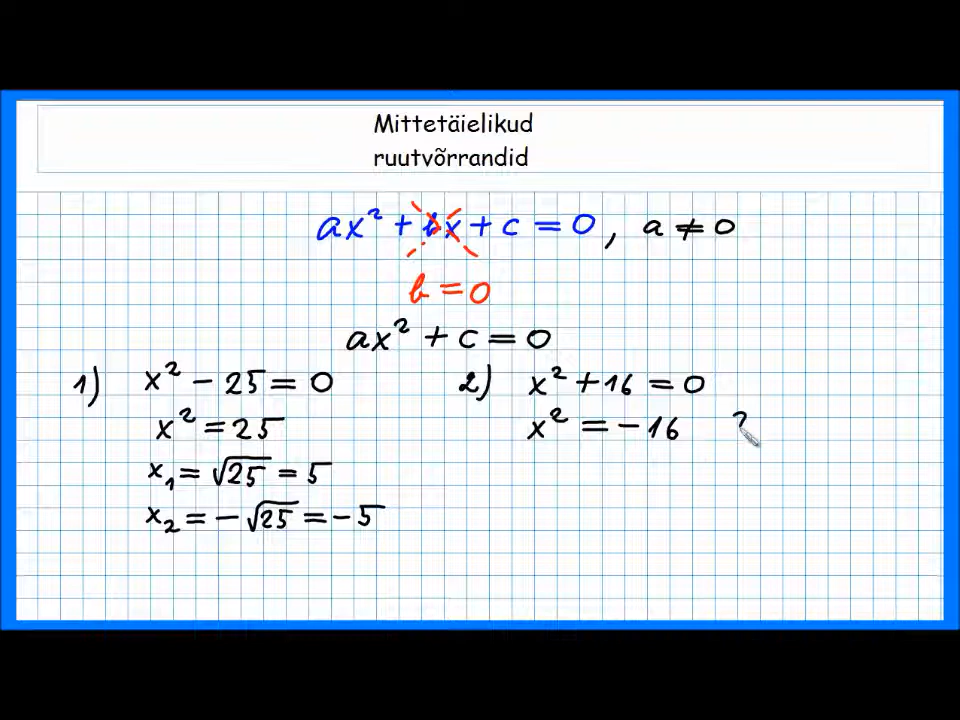 Mittetäielikud
ruutvõrrandid
ax² + bx + c = 0, a ≠ 0
b = 0
ax² + c = 0
1) x² - 25 = 0
x² = 25
x₁ = √25 = 5
x₂ = -√25 = -5
2) x² + 16 = 0
x² = -16 ?